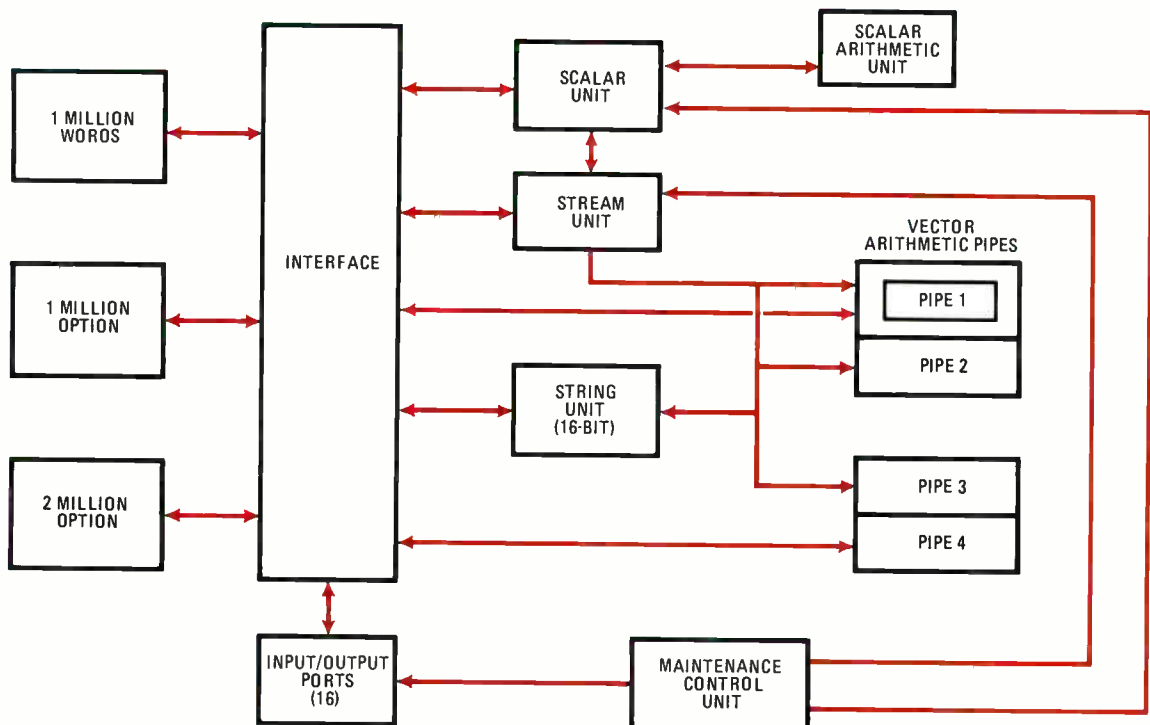 SCALAR
ARITHMETIC
UNIT
SCALAR
UNIT
1 MILLION
WOROS
STREAM
UNIT
VECTOR
ARITHMETIC PIPES
INTERFACE
PIPE 1
1 MILLION
OPTION
PIPE 2
STRING
UNIT
(16-BIT)
PIPE 3
2 MILLION
OPTION
PIPE 4
INPUT/OUTPUT
PORTS
(16)
MAINTENANCE
CONTROL
UNIT